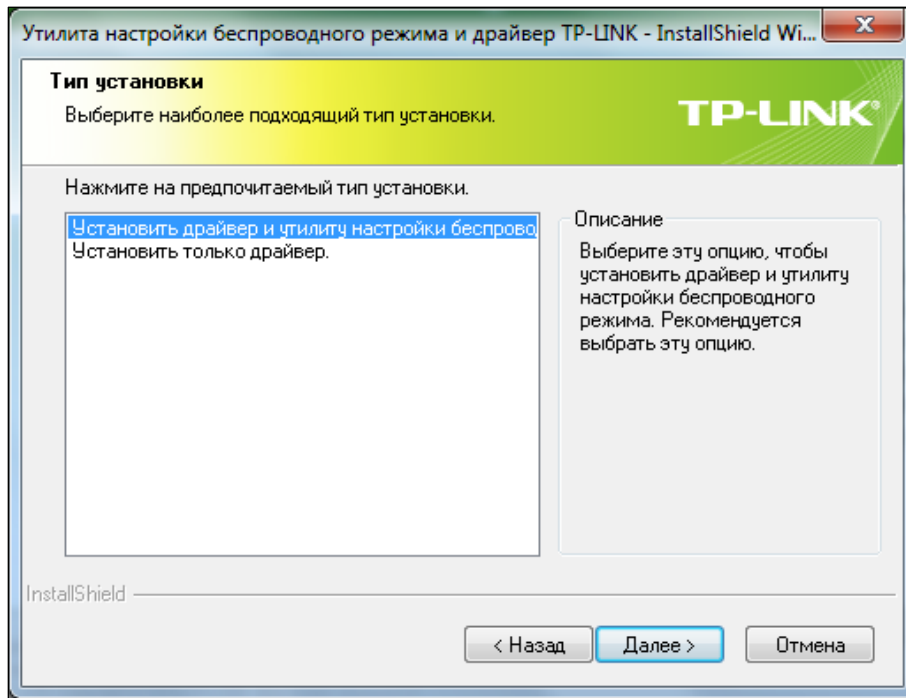 Утилита настройки беспроводного режима и драйвер TP-LINK - InstallShield Wi...
Тип установки
Выберите наиболее подходящий тип установки.
TP-LINK®
Нажмите на предпочитаемый тип установки.
Установить драйвер и утилиту настройки беспрово
Установить только драйвер.
Описание
Выберите эту опцию, чтобы
установить драйвер и утилиту
настройки беспроводного
режима. Рекомендуется
выбрать эту опцию.
InstallShield
< Назад
Далее >
Отмена